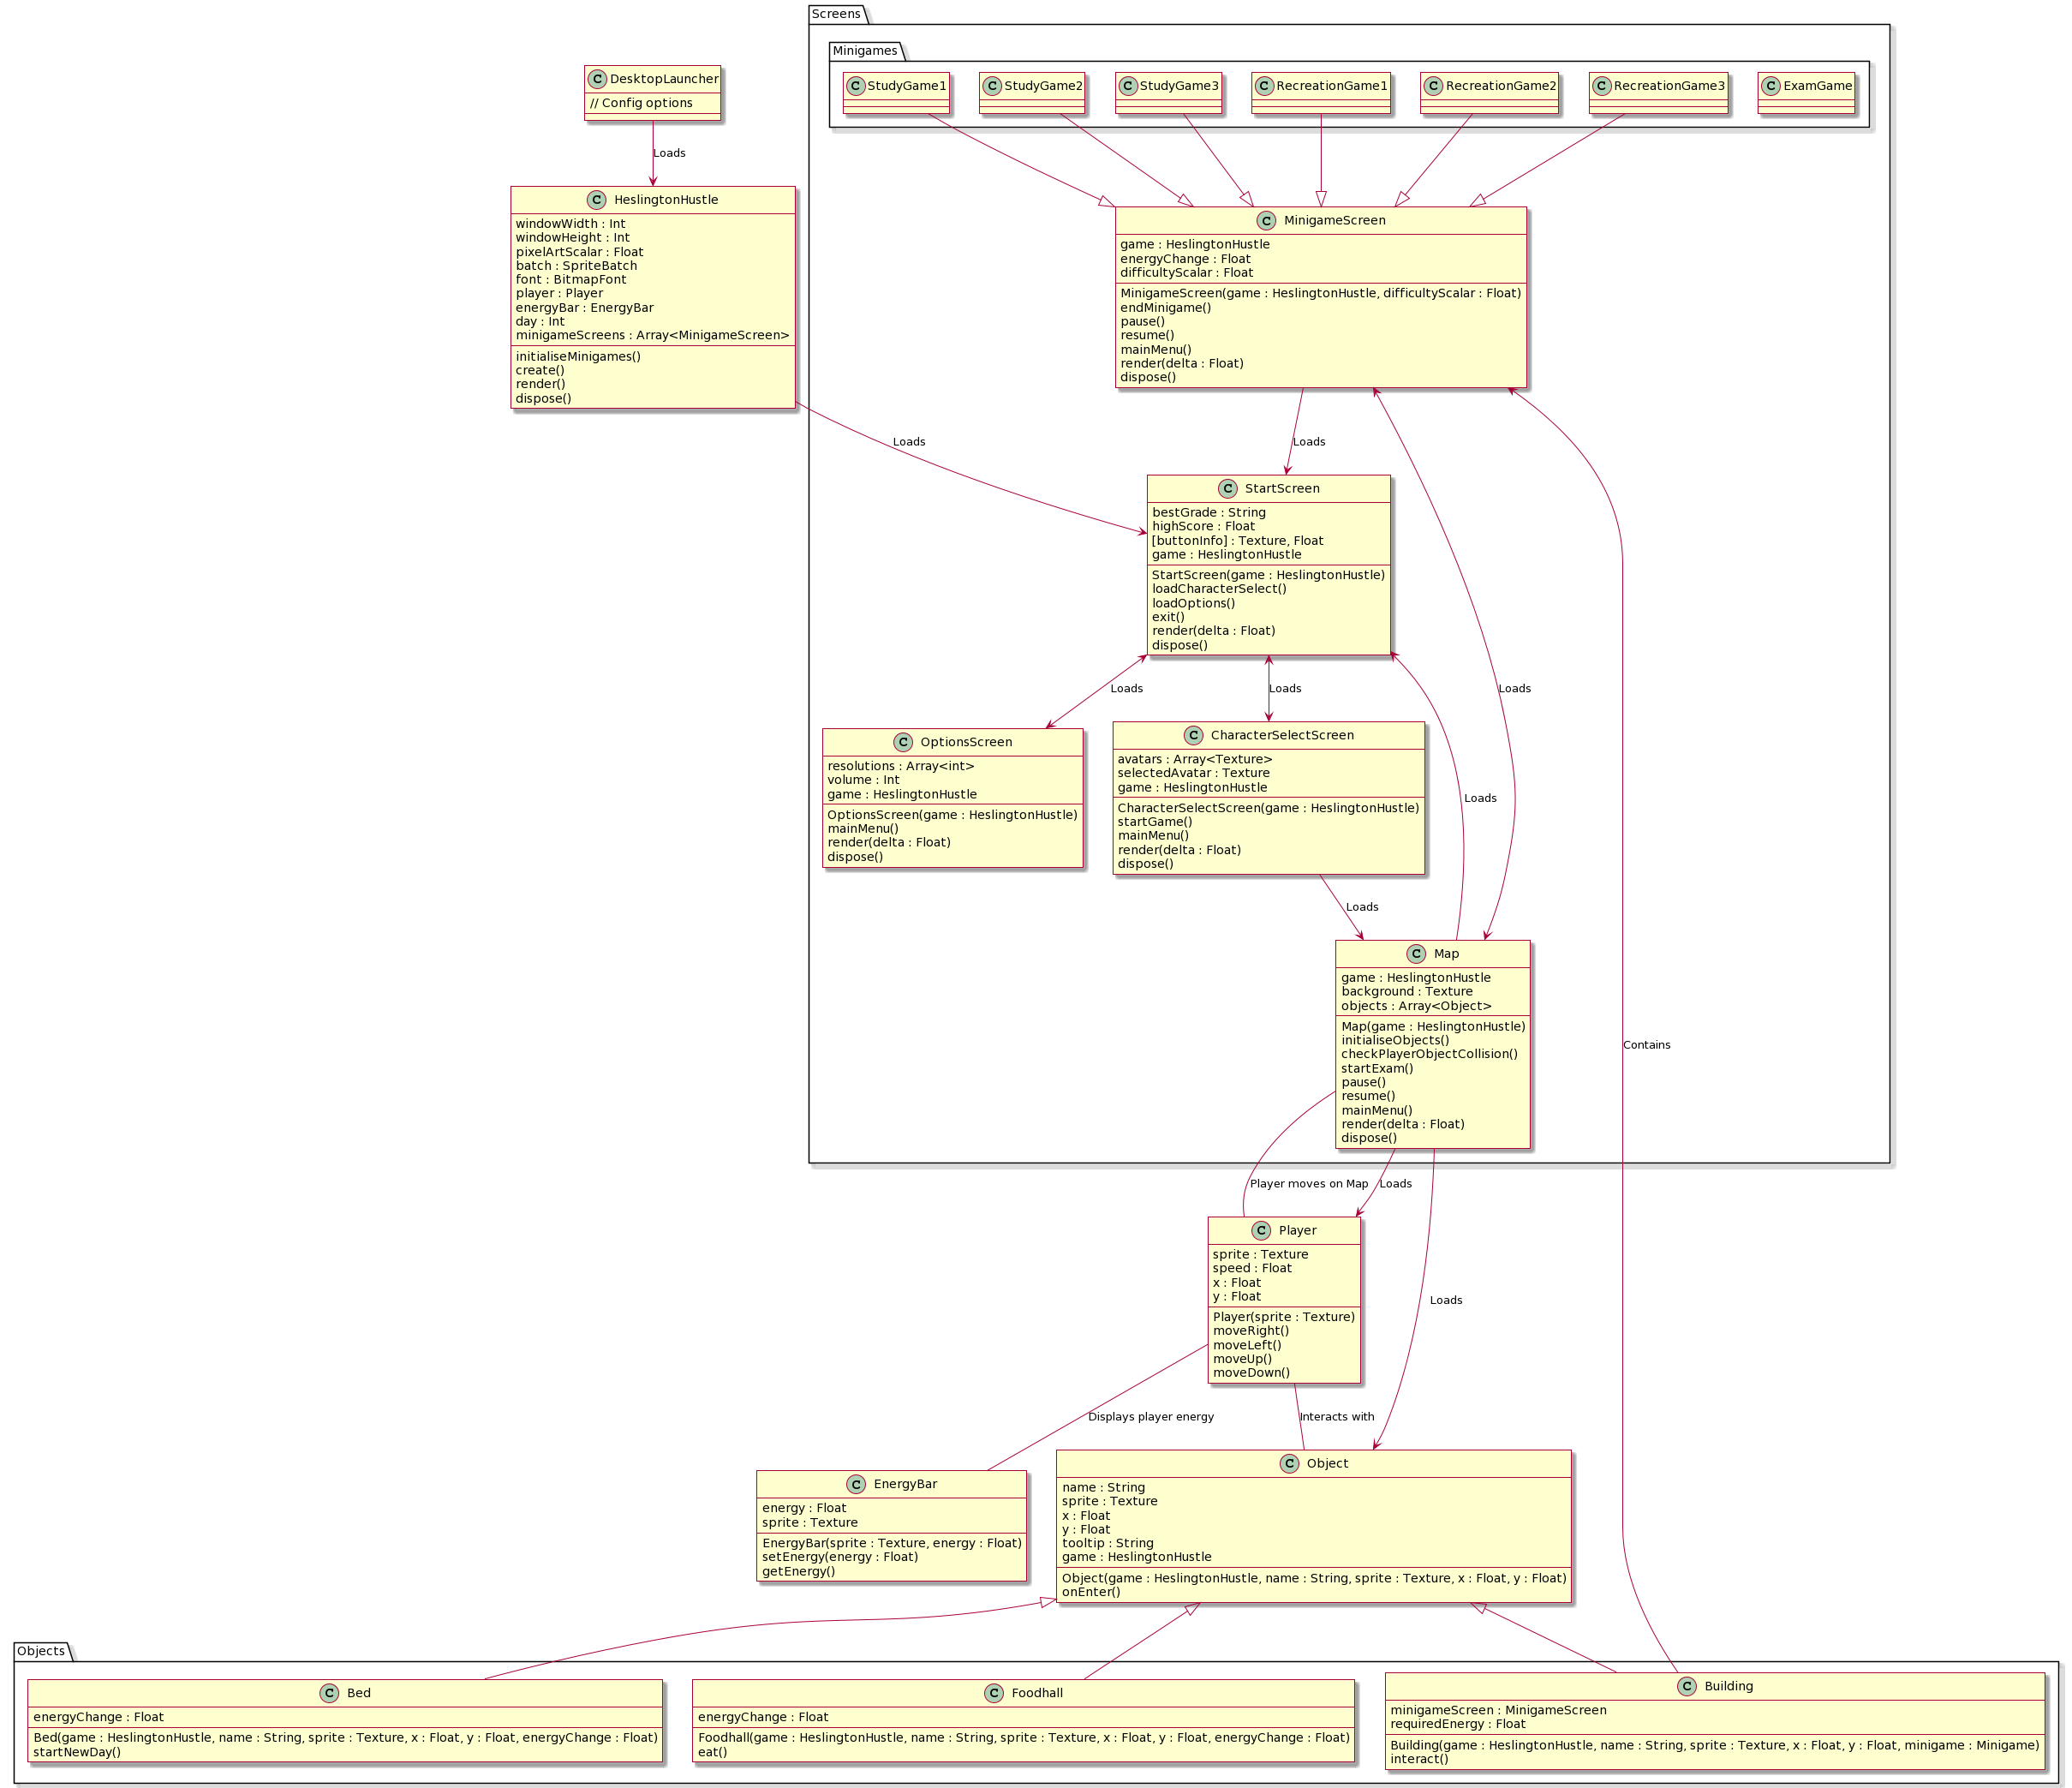 Screens
Minigames
C StudyGame1
C StudyGame2
C StudyGame3
C RecreationGame1
C RecreationGame2
C RecreationGame3
C ExamGame
C DesktopLauncher
// Config options
Loads
C HeslingtonHustle
windowWidth : Int
windowHeight : Int
pixelArtScalar : Float
batch : SpriteBatch
font : BitmapFont
player : Player
energyBar : EnergyBar
day : Int
minigameScreens : Array<MinigameScreen>
initialiseMinigames()
create()
render()
dispose()
C MinigameScreen
game : HeslingtonHustle
energyChange : Float
difficultyScalar : Float
MinigameScreen(game : HeslingtonHustle, difficultyScalar : Float)
endMinigame()
pause()
resume()
mainMenu()
render(delta : Float)
dispose()
Loads
Loads
C StartScreen
bestGrade : String
highScore : Float
[buttonInfo] : Texture, Float
game : HeslingtonHustle
StartScreen(game : HeslingtonHustle)
loadCharacterSelect()
loadOptions()
exit()
render(delta : Float)
dispose()
Loads
Loads
Loads
C OptionsScreen
resolutions : Array<int>
volume : Int
game : HeslingtonHustle
OptionsScreen(game : HeslingtonHustle)
mainMenu()
render(delta : Float)
dispose()
C CharacterSelectScreen
avatars : Array<Texture>
selectedAvatar : Texture
game : HeslingtonHustle
CharacterSelectScreen(game : HeslingtonHustle)
startGame()
mainMenu()
render(delta : Float)
dispose()
Loads
Loads
C Map
game : HeslingtonHustle
background : Texture
objects : Array<Object>
Map(game : HeslingtonHustle)
initialiseObjects()
checkPlayerObjectCollision()
startExam()
pause()
resume()
mainMenu()
render(delta : Float)
dispose()
Contains
Player moves on Map
Loads
C Player
sprite : Texture
speed : Float
x : Float
y : Float
Player(sprite : Texture)
moveRight()
moveLeft()
moveUp()
moveDown()
Loads
Displays player energy
Interacts with
C EnergyBar
energy : Float
sprite : Texture
EnergyBar(sprite : Texture, energy : Float)
setEnergy(energy : Float)
getEnergy()
C Object
name : String
sprite : Texture
x : Float
y : Float
tooltip : String
game : HeslingtonHustle
Object(game : HeslingtonHustle, name : String, sprite : Texture, x : Float, y : Float)
onEnter()
Objects
C Bed
energyChange : Float
Bed(game : HeslingtonHustle, name : String, sprite : Texture, x : Float, y : Float, energyChange : Float)
startNewDay()
C Foodhall
energyChange : Float
Foodhall(game : HeslingtonHustle, name : String, sprite : Texture, x : Float, y : Float, energyChange : Float)
eat()
C Building
minigameScreen : MinigameScreen
requiredEnergy : Float
Building(game : HeslingtonHustle, name : String, sprite : Texture, x : Float, y : Float, minigame : Minigame)
interact()